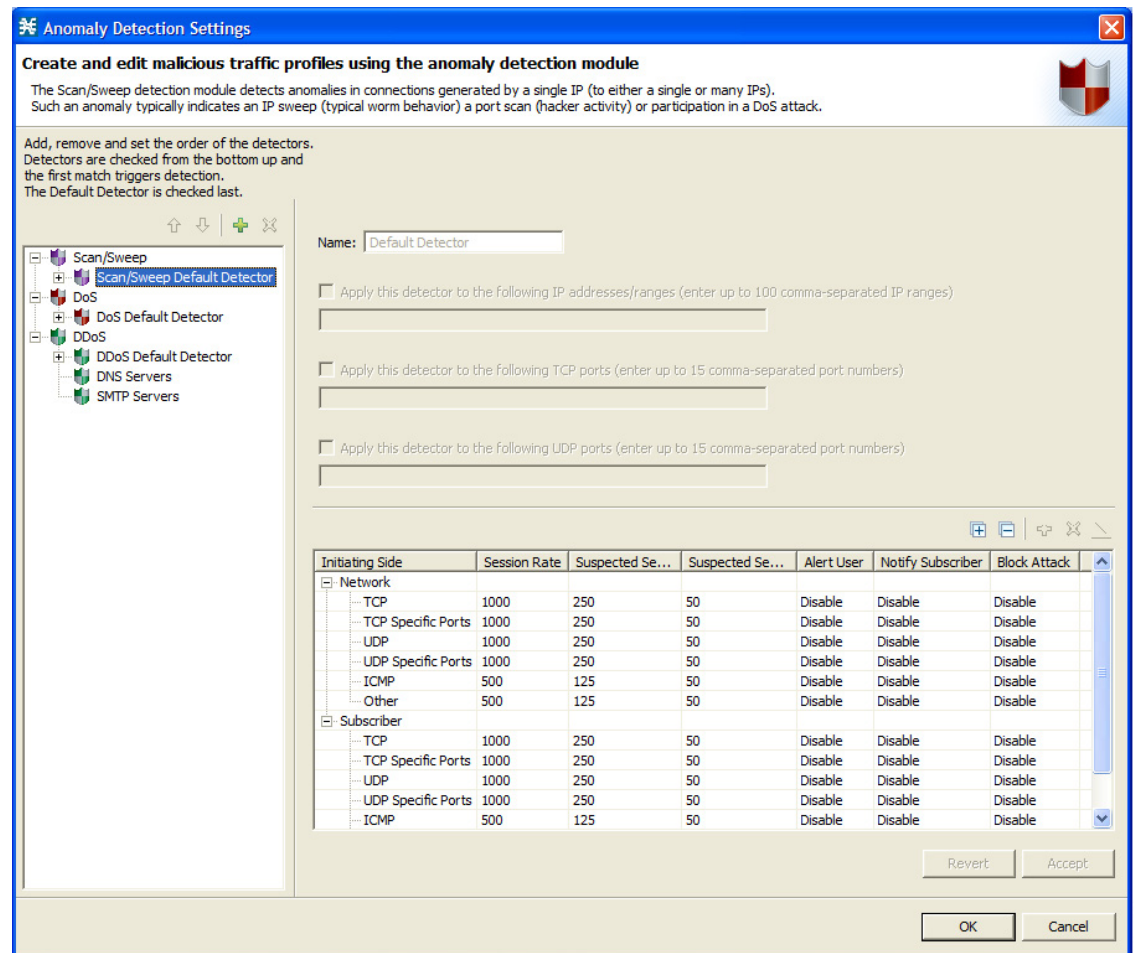 Anomaly Detection Settings
Create and edit malicious traffic profiles using the anomaly detection module
The Scan/Sweep detection module detects anomalies in connections generated by a single IP (to either a single or many IPs).
Such an anomaly typically indicates an IP sweep (typical worm behavior) a port scan (hacker activity) or participation in a DoS attack.
Add, remove and set the order of the detectors.
Detectors are checked from the bottom up and
the first match triggers detection.
The Default Detector is checked last.
Scan/Sweep
Scan/Sweep Default Detector
DoS
DoS Default Detector
DDoS
DDoS Default Detector
DNS Servers
SMTP Servers
Name: Default Detector
Apply this detector to the following IP addresses/ranges (enter up to 100 comma-separated IP ranges)
Apply this detector to the following TCP ports (enter up to 15 comma-separated port numbers)
Apply this detector to the following UDP ports (enter up to 15 comma-separated port numbers)
Initiating Side Session Rate Suspected Se... Suspected Se... Alert User Notify Subscriber Block Attack
Network
TCP 1000 250 50 Disable Disable Disable
TCP Specific Ports 1000 250 50 Disable Disable Disable
UDP 1000 250 50 Disable Disable Disable
UDP Specific Ports 1000 250 50 Disable Disable Disable
ICMP 500 125 50 Disable Disable Disable
Other 500 125 50 Disable Disable Disable
Subscriber
TCP 1000 250 50 Disable Disable Disable
TCP Specific Ports 1000 250 50 Disable Disable Disable
UDP 1000 250 50 Disable Disable Disable
UDP Specific Ports 1000 250 50 Disable Disable Disable
ICMP 500 125 50 Disable Disable Disable
Revert Accept
OK Cancel